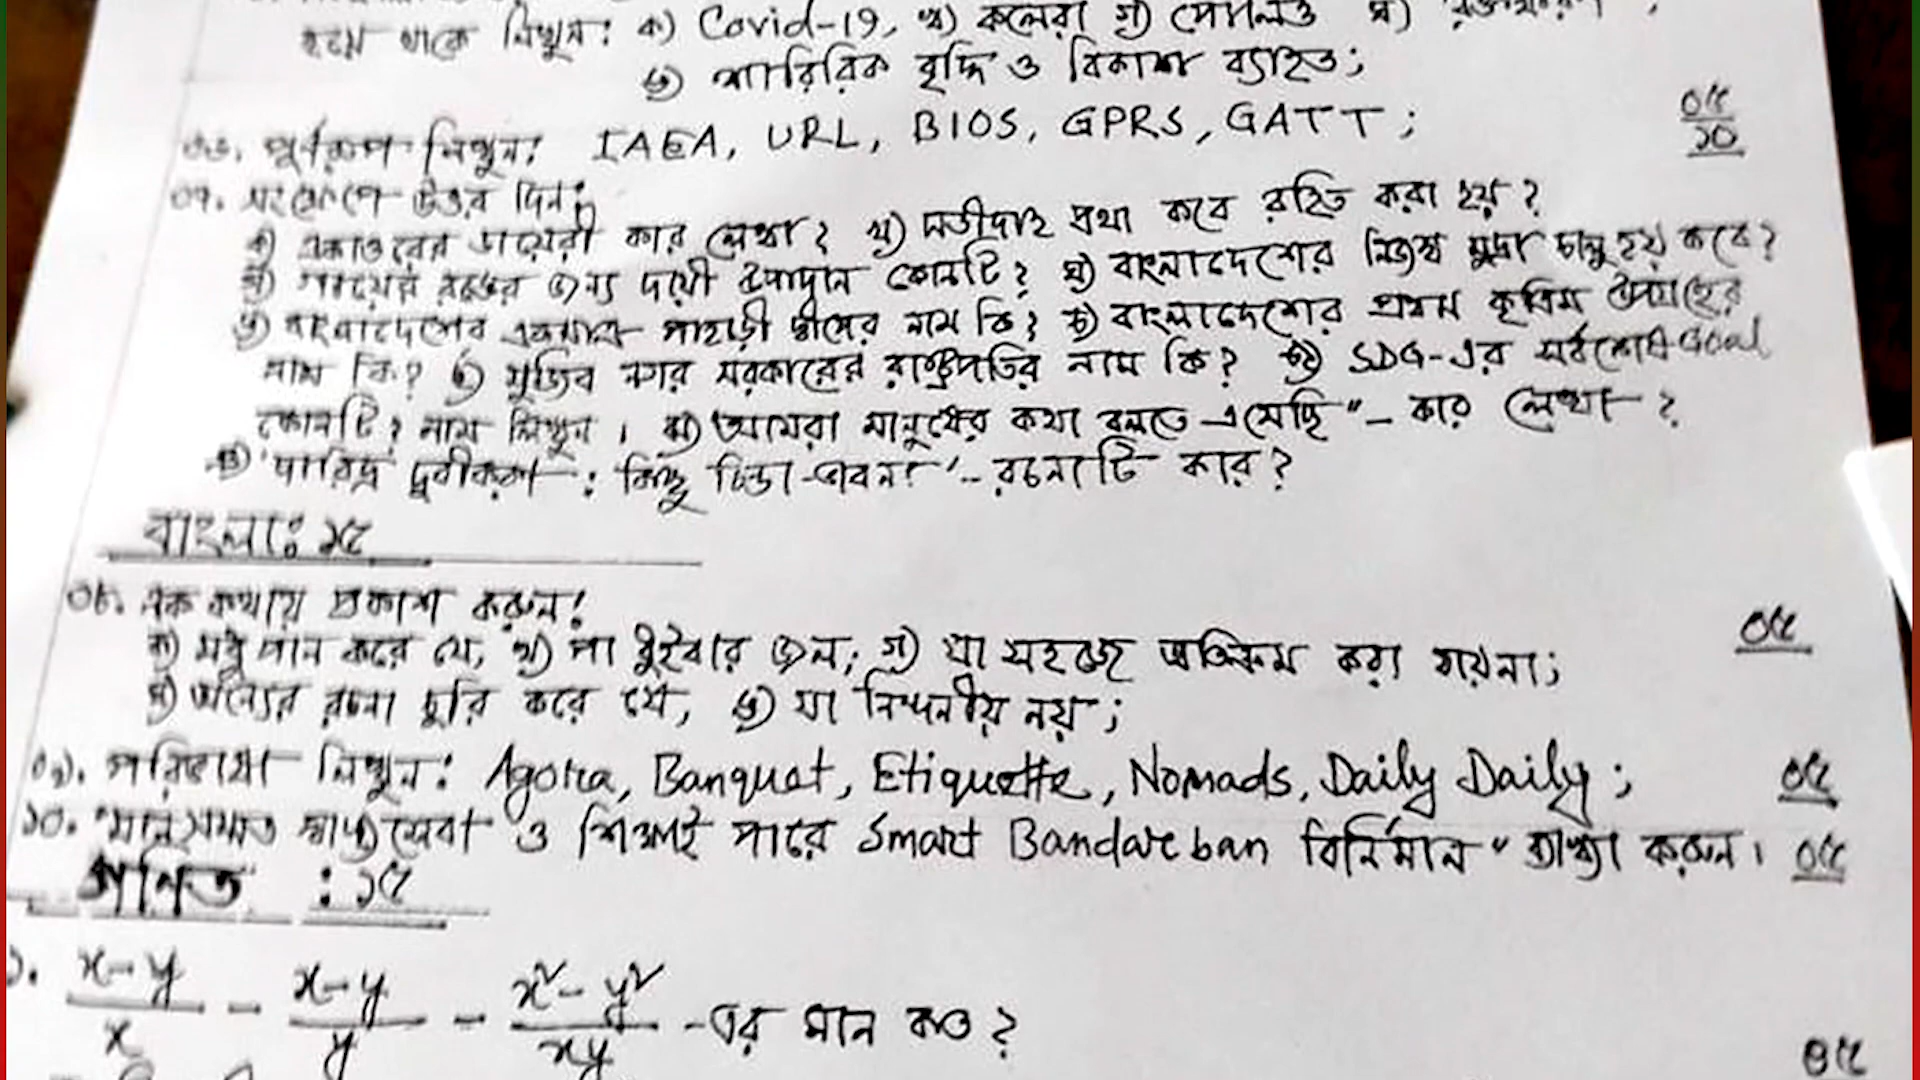 হয়ে থাকে লিখুন: ক) Covid-19, খ) কলেরা গ) পোলিও ঘ)
ঙ) শারিরিক বৃদ্ধি ও বিকাশ ব্যাহত;
০৬. পূর্ণরূপ লিখুন: IAEA, URL, BIOS, GPRS, GATT; ০৫
১০
০৭. সংক্ষেপে উত্তর দিন:
ক) একাত্তরের ডায়েরী কার লেখা? খ) সতীদাহ প্রথা কবে রহিত করা হয়?
গ) গায়ের রঙের জন্য দায়ী উপাদান কোনটি? ঘ) বাংলাদেশের নিজস্ব মুদ্রা চালু হয় কবে?
ঙ) বাংলাদেশের একমাত্র পাহাড়ী দ্বীপের নাম কি? চ) বাংলাদেশের প্রথম কৃত্রিম উপগ্রহের
নাম কি? ছ) মুজিব নগর সরকারের রাষ্ট্রপতির নাম কি? জ) SDG-এর সর্বশেষ Goal
কোনটি? নাম লিখুন। ঝ) "আমরা মানুষের কথা বলতে এসেছি" - কার লেখা?
ঞ) 'দারিদ্র দূরীকরণ: কিছু চিন্তা-ভাবনা' - রচনাটি কার?
বাংলাঃ ১৫
০৮. এক কথায় প্রকাশ করুন: ০৫
ক) মধু পান করে যে, খ) পা ধুইবার জল; গ) যা সহজে অতিক্রম করা যায়না;
ঘ) অন্যের রচনা চুরি করে যে, ঙ) যা নিন্দনীয় নয়;
০৯. পরিভাষা লিখুন: Agora, Banquet, Etiquette, Nomads, Daily Daily; ০৫
১০. "মানসম্মত স্বাস্থ্যসেবা ও শিক্ষাই পারে Smart Bandarban বির্নিমান" ব্যাখ্যা করুন। ০৫
গণিত : ১৫
১. x-y/x - x-y/y - x²-y²/xy -এর মান কত? ০৫